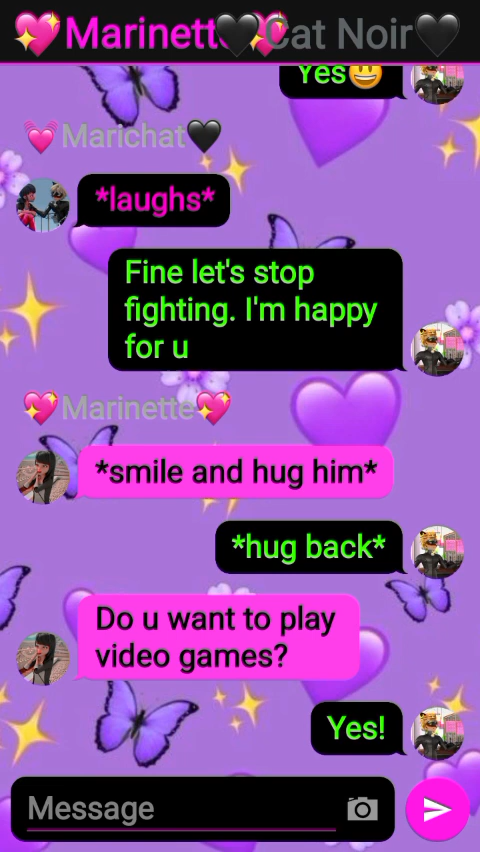 💖Marinett🖤💖Cat Noir🖤
Yes😃
💓Marichat🖤
*laughs*
Fine let's stop
fighting. I'm happy
for u
💖Marinette💖
*smile and hug him*
*hug back*
Do u want to play
video games?
Yes!
Message